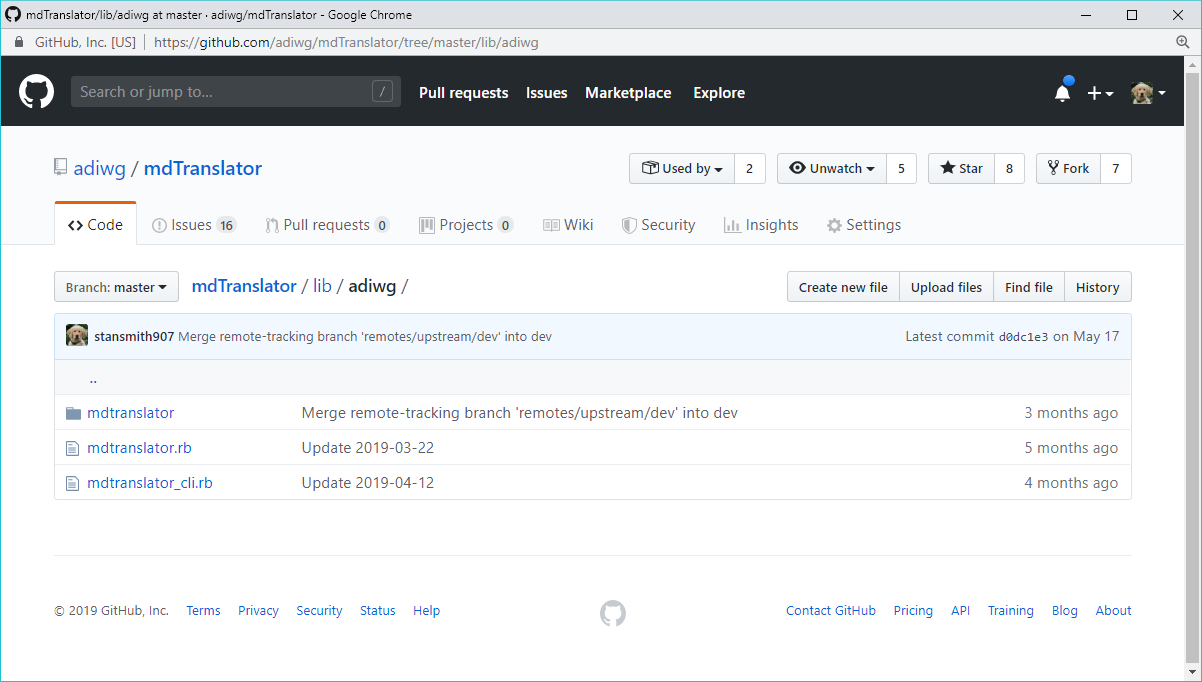 mdTranslator/lib/adiwg at master · adiwg/mdTranslator - Google Chrome
GitHub, Inc. [US] https://github.com/adiwg/mdTranslator/tree/master/lib/adiwg
Search or jump to... / Pull requests Issues Marketplace Explore
adiwg / mdTranslator Used by 2 Unwatch 5 Star 8 Fork 7
Code Issues 16 Pull requests 0 Projects 0 Wiki Security Insights Settings
Branch: master mdTranslator / lib / adiwg / Create new file Upload files Find file History
stansmith907 Merge remote-tracking branch 'remotes/upstream/dev' into dev Latest commit d0dc1e3 on May 17
..
mdtranslator Merge remote-tracking branch 'remotes/upstream/dev' into dev 3 months ago
mdtranslator.rb Update 2019-03-22 5 months ago
mdtranslator_cli.rb Update 2019-04-12 4 months ago
© 2019 GitHub, Inc. Terms Privacy Security Status Help Contact GitHub Pricing API Training Blog About